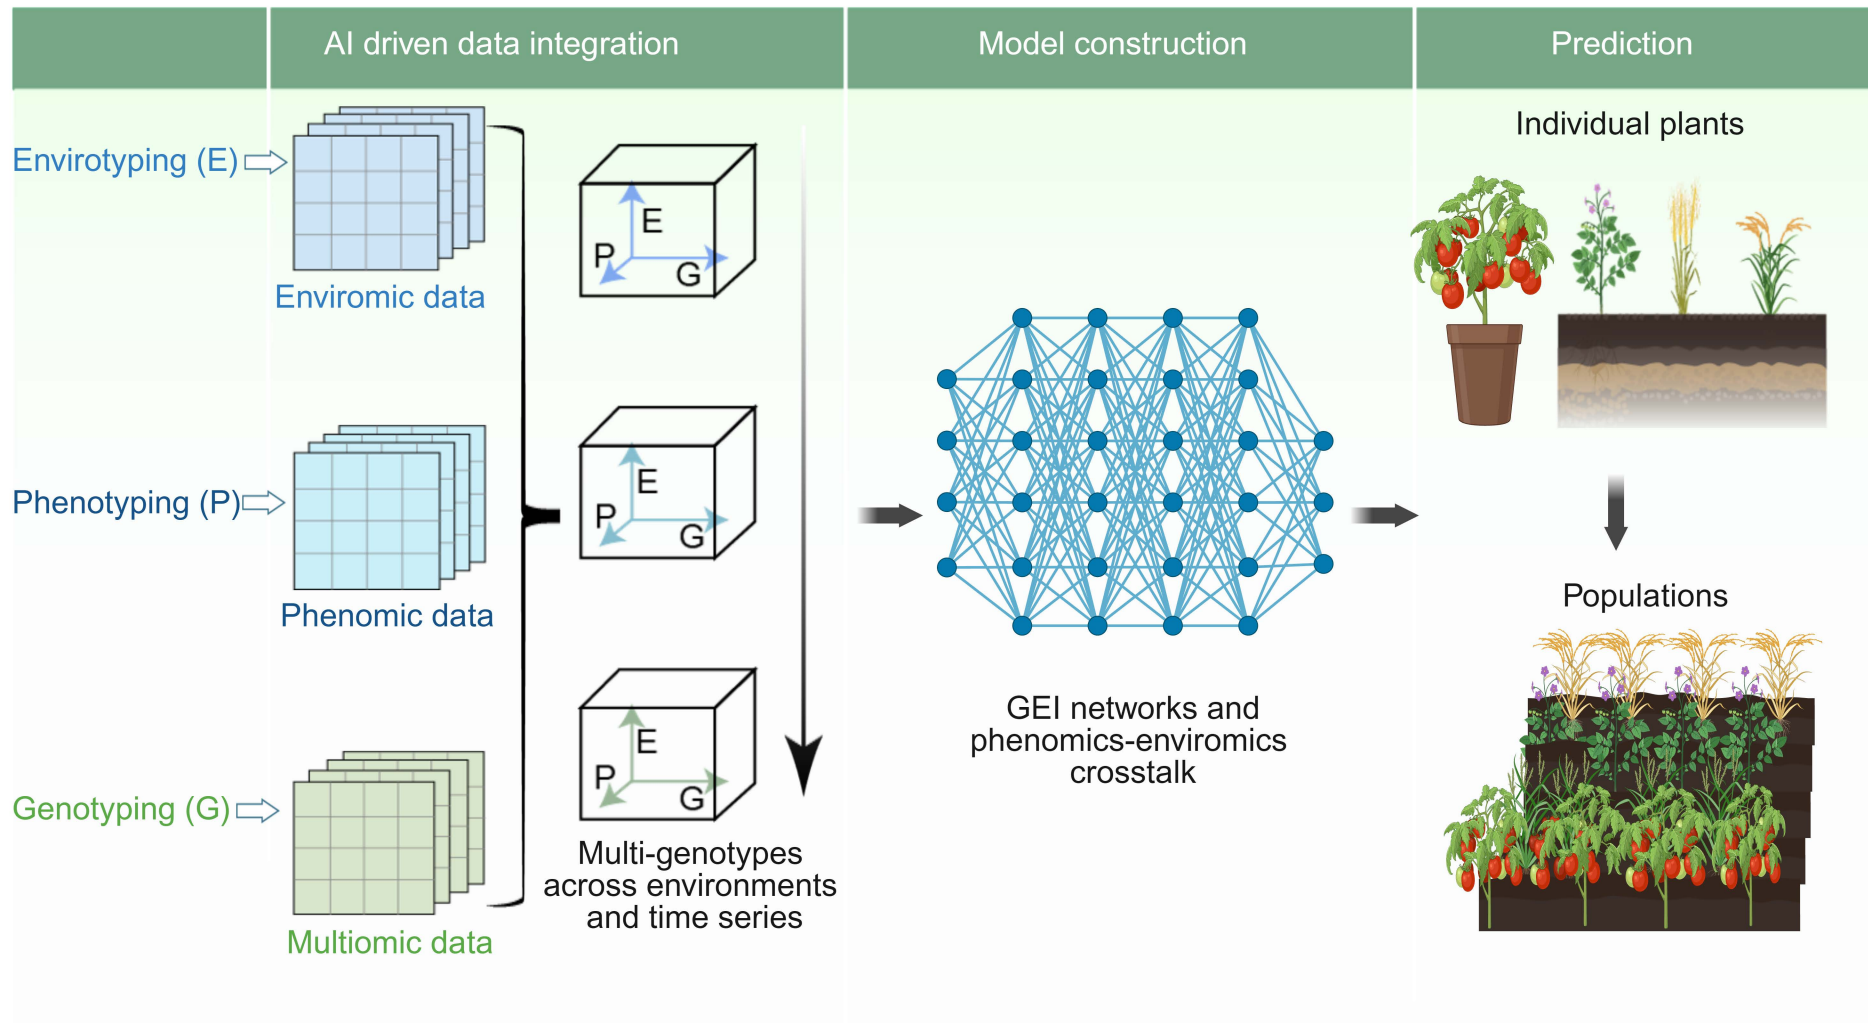 AI driven data integration
Model construction
Prediction
Envirotyping (E)
Enviromic data
Phenotyping (P)
Phenomic data
Genotyping (G)
Multiomic data
E
P
G
E
P
G
E
P
G
Multi-genotypes
across environments
and time series
GEI networks and
phenomics-enviromics
crosstalk
Individual plants
Populations